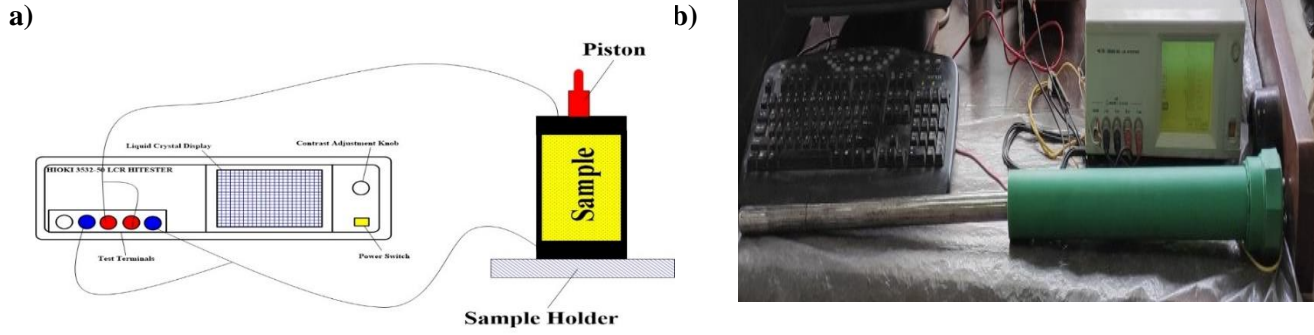 a)
b)
Piston
Liquid Crystal Display
Contrast Adjustment Knob
HIOKI 3532-50 LCR HITESTER
Sample
Test Terminals
Power Switch
Sample Holder